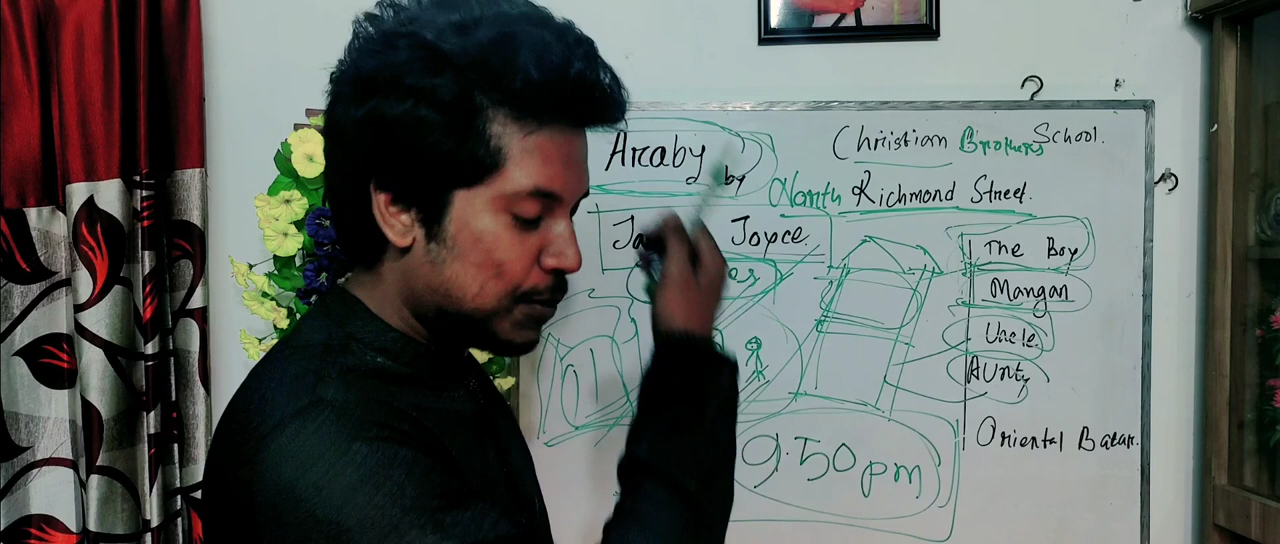 Araby
by
Christian Brothers School.
North Richmond Street.
Joyce.
The Boy
Mangan
Uncle
Aunty
Oriental Bazar.
9.50 pm